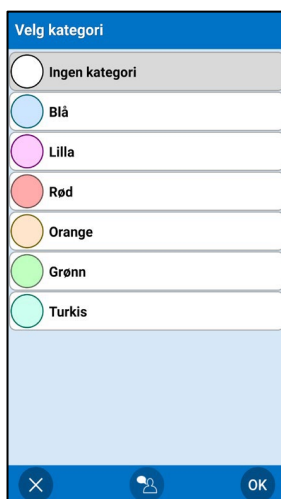 Velg kategori
Ingen kategori
Blå
Lilla
Rød
Orange
Grønn
Turkis
OK